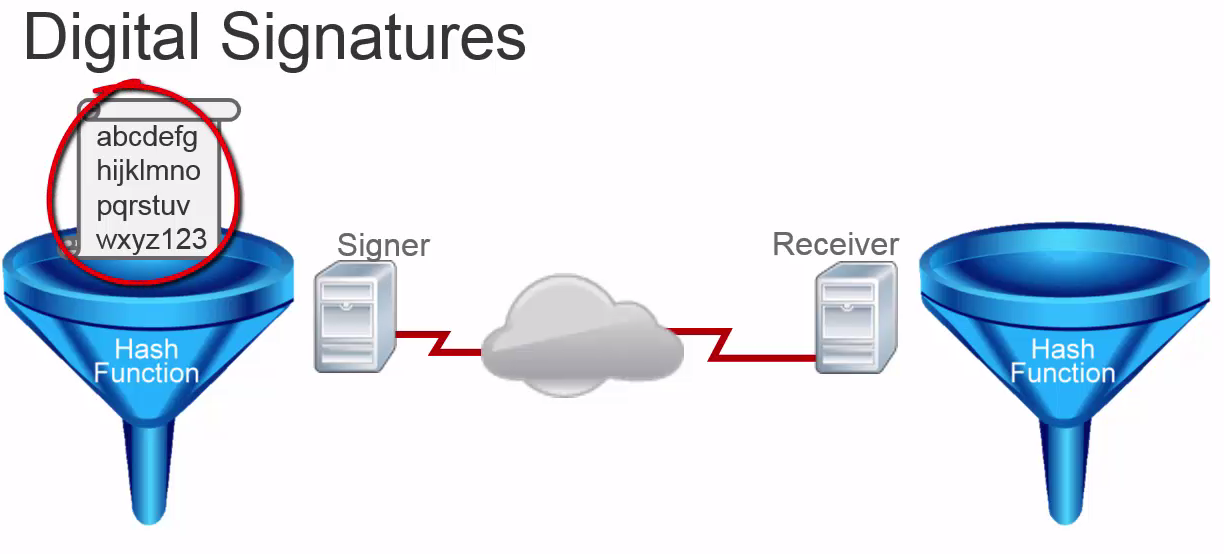 Digital Signatures
abcdefg
hijklmno
pqrstuv
wxyz123
Signer
Receiver
Hash
Function
Hash
Function